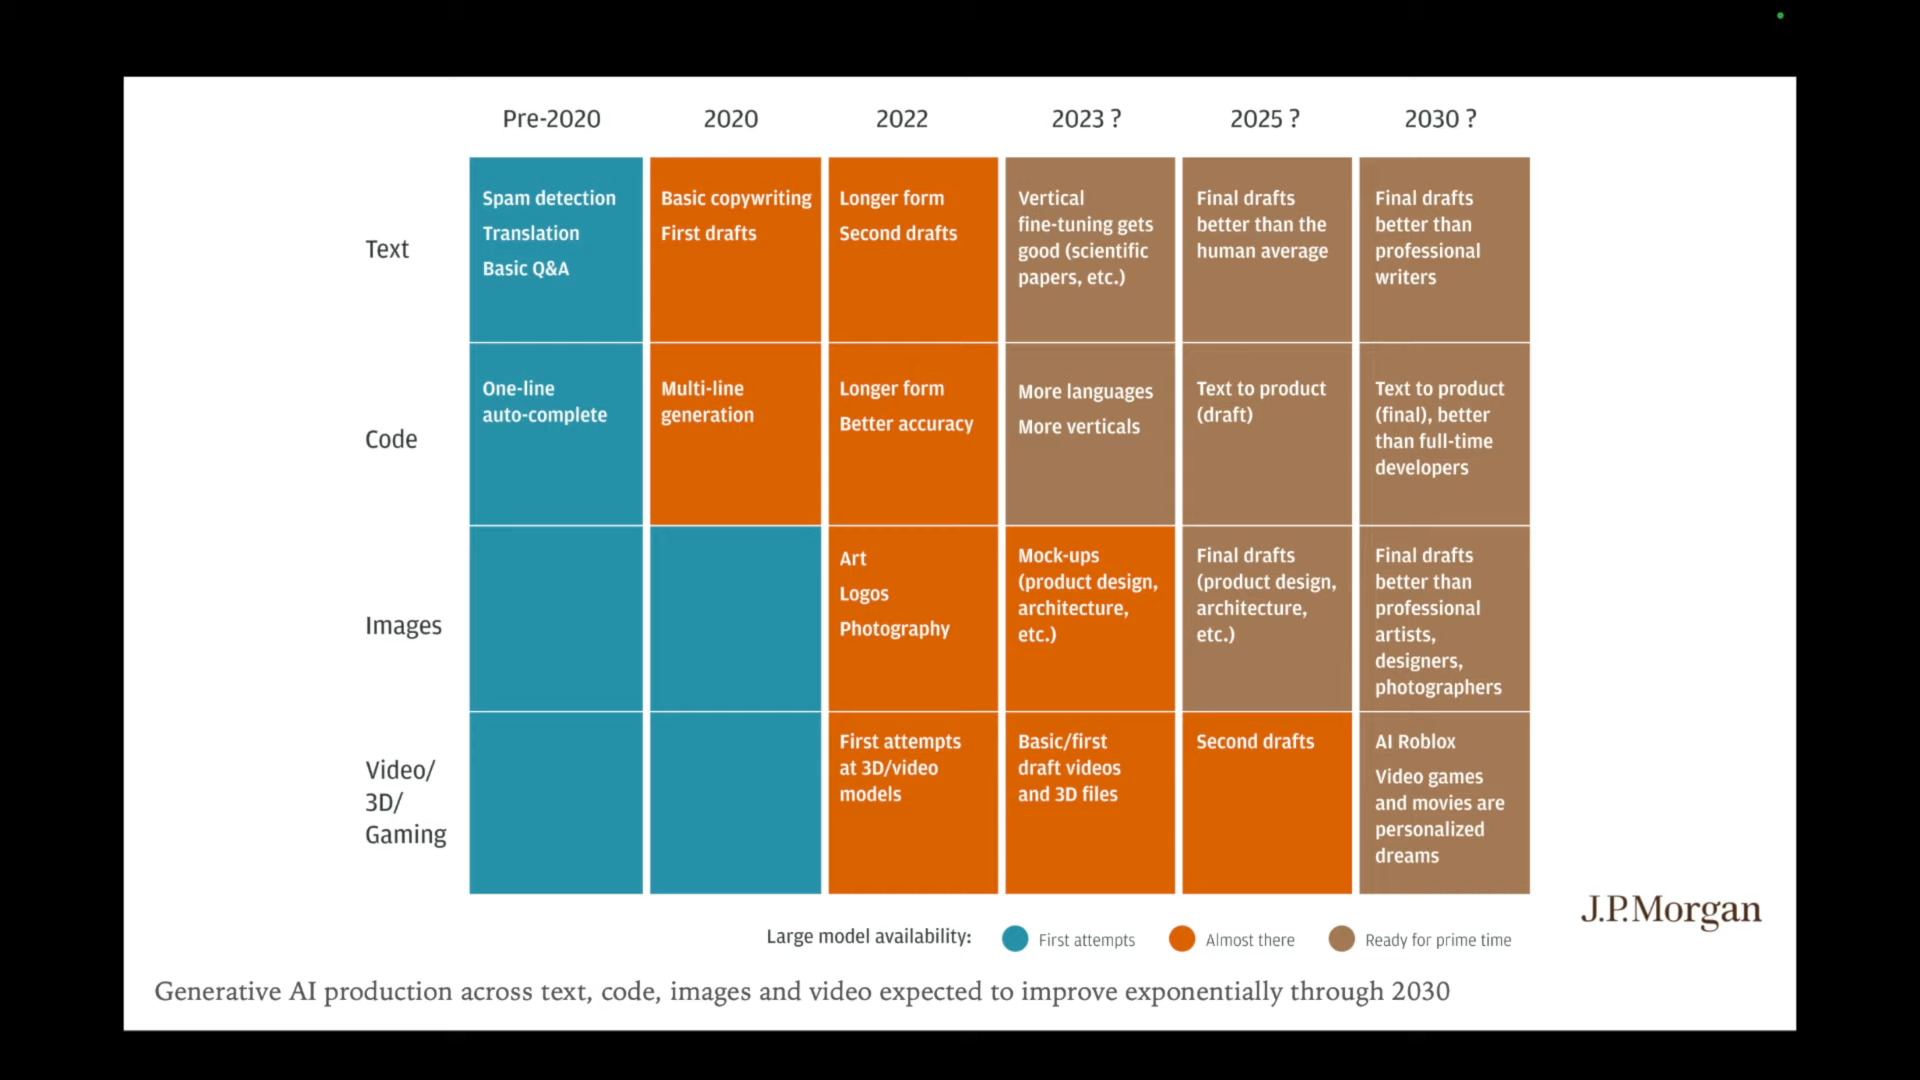 Pre-2020
2020
2022
2023 ?
2025 ?
2030 ?
Text
Spam detection
Translation
Basic Q&A
Basic copywriting
First drafts
Longer form
Second drafts
Vertical
fine-tuning gets
good (scientific
papers, etc.)
Final drafts
better than the
human average
Final drafts
better than
professional
writers
Code
One-line
auto-complete
Multi-line
generation
Longer form
Better accuracy
More languages
More verticals
Text to product
(draft)
Text to product
(final), better
than full-time
developers
Images
Art
Logos
Photography
Mock-ups
(product design,
architecture,
etc.)
Final drafts
(product design,
architecture,
etc.)
Final drafts
better than
professional
artists,
designers,
photographers
Video/
3D/
Gaming
First attempts
at 3D/video
models
Basic/first
draft videos
and 3D files
Second drafts
AI Roblox
Video games
and movies are
personalized
dreams
J.P.Morgan
Large model availability:
First attempts
Almost there
Ready for prime time
Generative AI production across text, code, images and video expected to improve exponentially through 2030